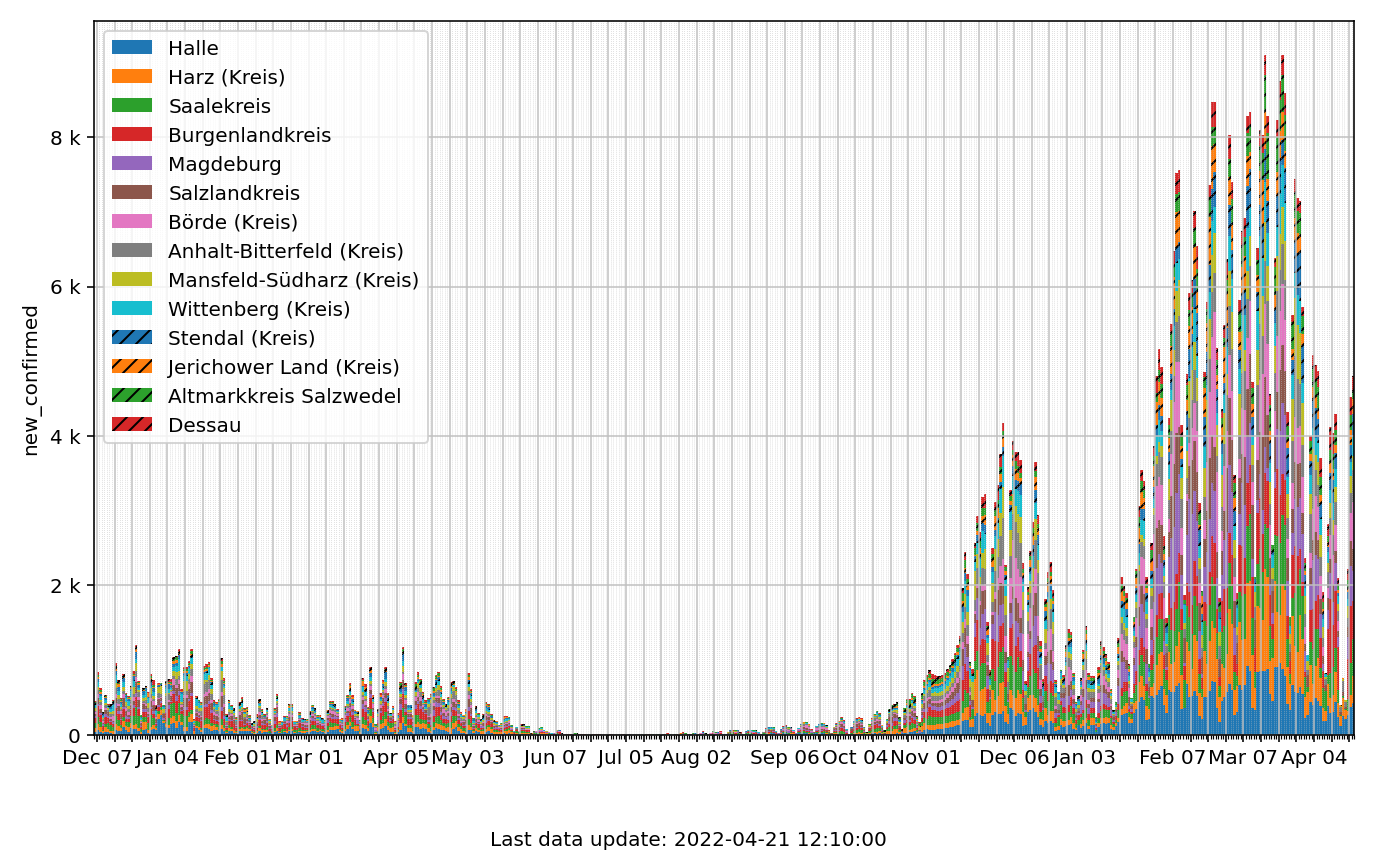 new_confirmed
8 k
6 k
4 k
2 k
0
Halle
Harz (Kreis)
Saalekreis
Burgenlandkreis
Magdeburg
Salzlandkreis
Börde (Kreis)
Anhalt-Bitterfeld (Kreis)
Mansfeld-Südharz (Kreis)
Wittenberg (Kreis)
Stendal (Kreis)
Jerichower Land (Kreis)
Altmarkkreis Salzwedel
Dessau
Dec 07 Jan 04 Feb 01 Mar 01 Apr 05 May 03 Jun 07 Jul 05 Aug 02 Sep 06 Oct 04 Nov 01 Dec 06 Jan 03 Feb 07 Mar 07 Apr 04
Last data update: 2022-04-21 12:10:00